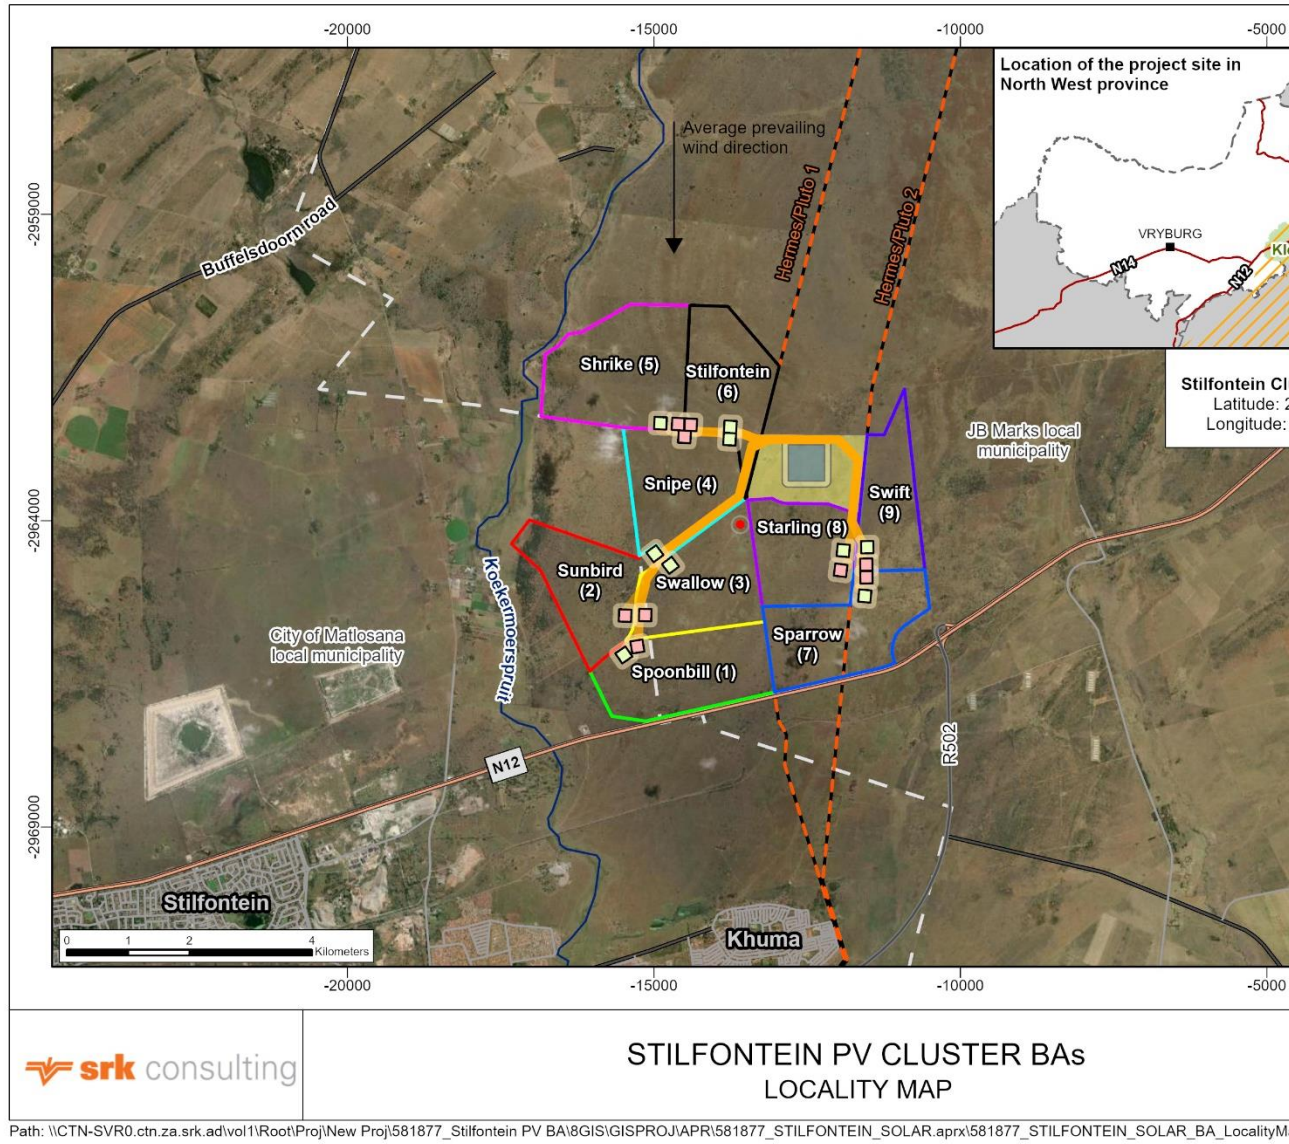 -20000
-15000
-10000
-5000
Location of the project site in
North West province
VRYBURG
N14
N12
Average prevailing
wind direction
Hermes/Pluto 1
Hermes/Pluto 2
-2959000
Buffelsdoorn road
Shrike (5)
Stilfontein
(6)
Stilfontein Cl
Latitude: 2
Longitude:
JB Marks local
municipality
Snipe (4)
Swift
(9)
-2964000
Starling (8)
Sunbird
(2)
Swallow (3)
Koekermoerspruit
City of Matlosana
local municipality
Sparrow
(7)
Spoonbill (1)
N12
R502
-2969000
Stilfontein
Khuma
0 1 2 4
Kilometers
-20000
-15000
-10000
-5000
srk consulting
STILFONTEIN PV CLUSTER BAs
LOCALITY MAP
Path: \\CTN-SVR0.ctn.za.srk.ad\vol1\Root\Proj\New Proj\581877_Stilfontein PV BA\8GIS\GISPROJ\APR\581877_STILFONTEIN_SOLAR.aprx\581877_STILFONTEIN_SOLAR_BA_LocalityM